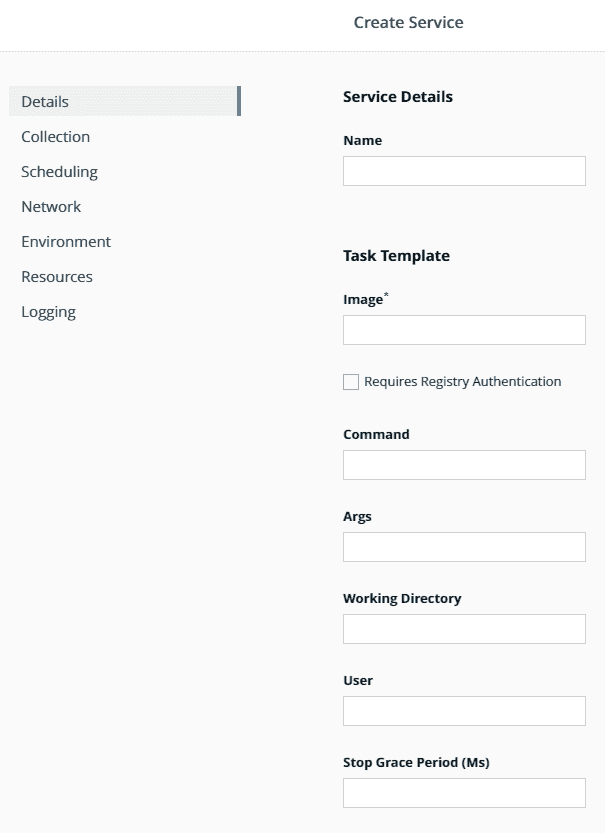 Create Service
Details
Collection
Scheduling
Network
Environment
Resources
Logging
Service Details
Name
Task Template
Image*
Requires Registry Authentication
Command
Args
Working Directory
User
Stop Grace Period (Ms)